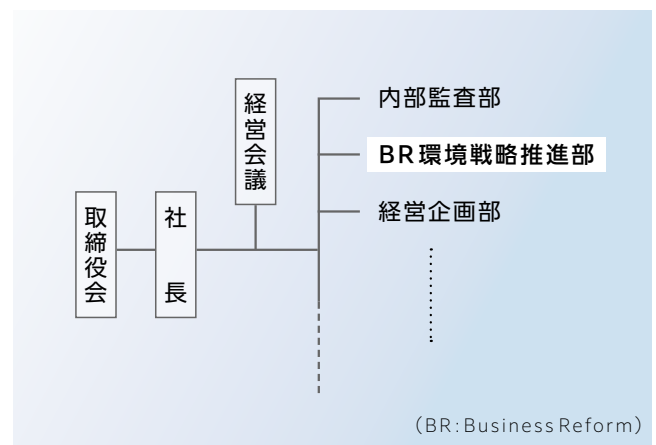 取締役会
社長
経営会議
内部監査部
BR環境戦略推進部
経営企画部
（BR：Business Reform）